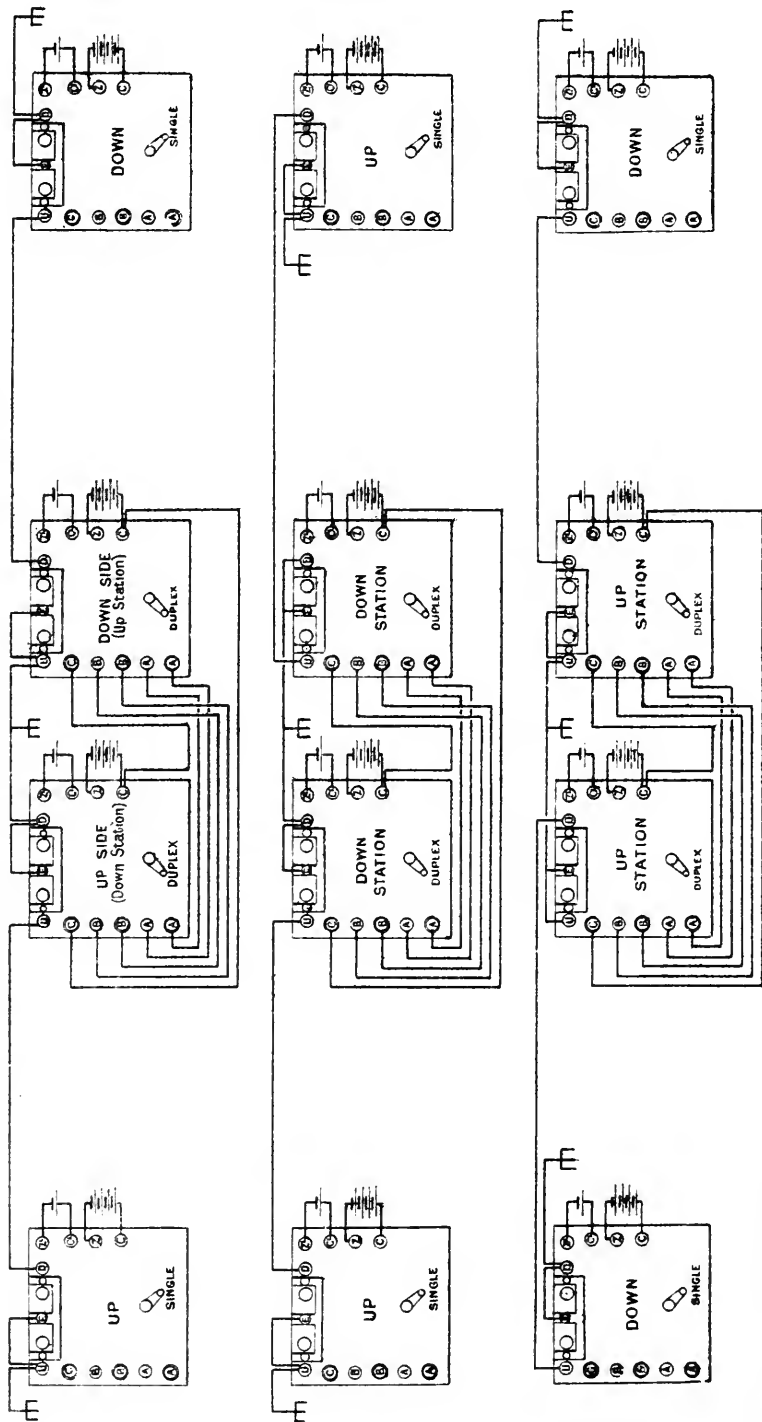 U E D Z
C C
B Z
B C
A
A
DOWN
SINGLE
U D Z
C C
B Z
B C
A
A
UP
SINGLE
U D Z
C C
B Z
B C
A
A
DOWN
SINGLE
U D Z
C C
B Z
B C
A
A
DOWN SIDE
(Up Station)
DUPLEX
U D Z
C C
B Z
B C
A
A
DOWN
STATION
DUPLEX
U E D Z
C C
B Z
B C
A
A
UP
STATION
DUPLEX
U D Z
C C
B Z
B C
A
A
UP SIDE
(Down Station)
DUPLEX
U D Z
C C
B Z
B C
A
A
DOWN
STATION
DUPLEX
U E D Z
C C
B Z
B C
A
A
UP
STATION
DUPLEX
U E D Z
C C
B Z
B C
A
A
UP
SINGLE
U E D Z
C C
B Z
B C
A
A
UP
SINGLE
U D
C
Z
C
A
A
DOWN
SINGLE